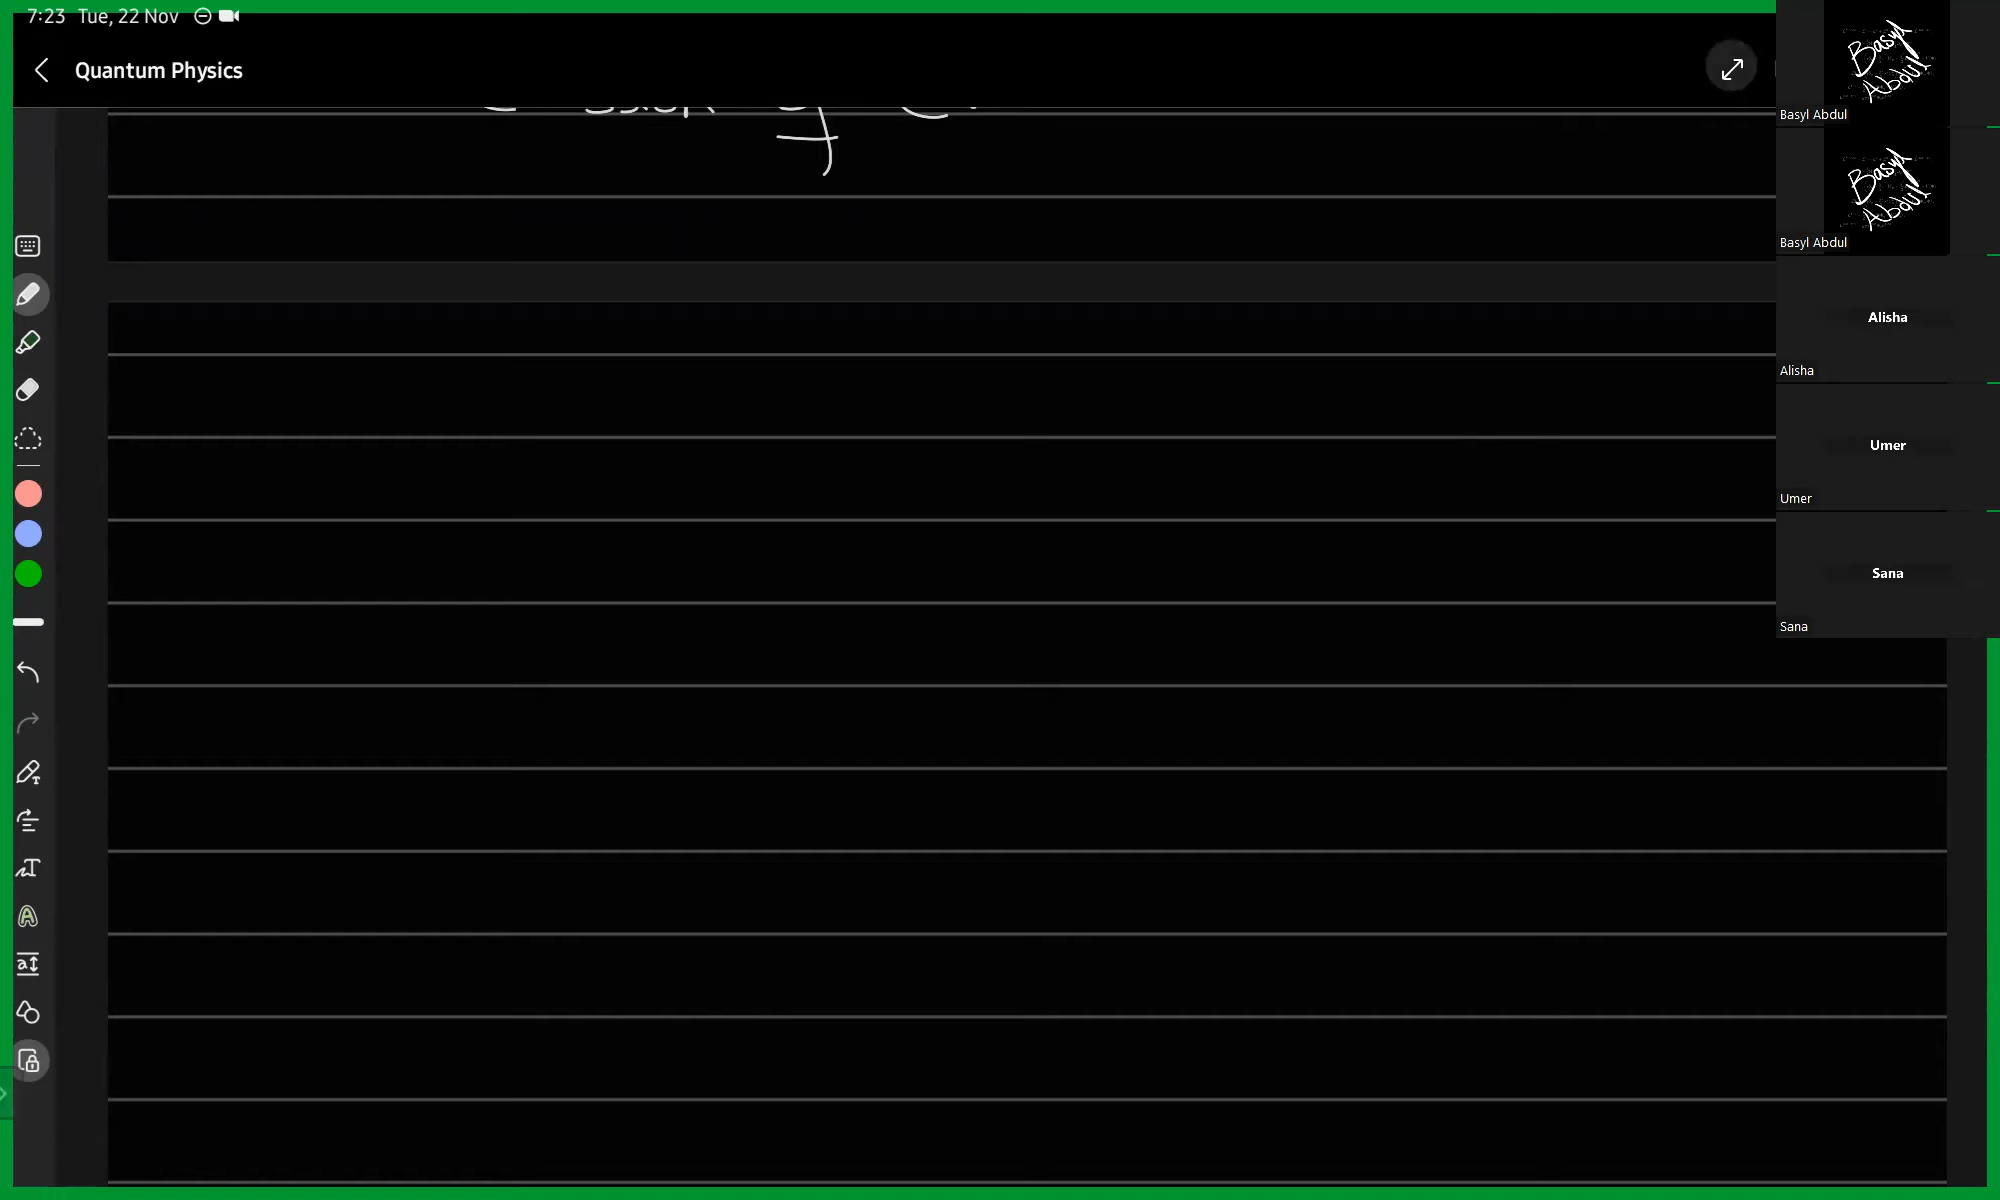 7:23 Tue, 22 Nov
Quantum Physics
Basyl Abdul
Basyl Abdul
Basyl Abdul
Basyl Abdul
Alisha
Alisha
Umer
Umer
Sana
Sana